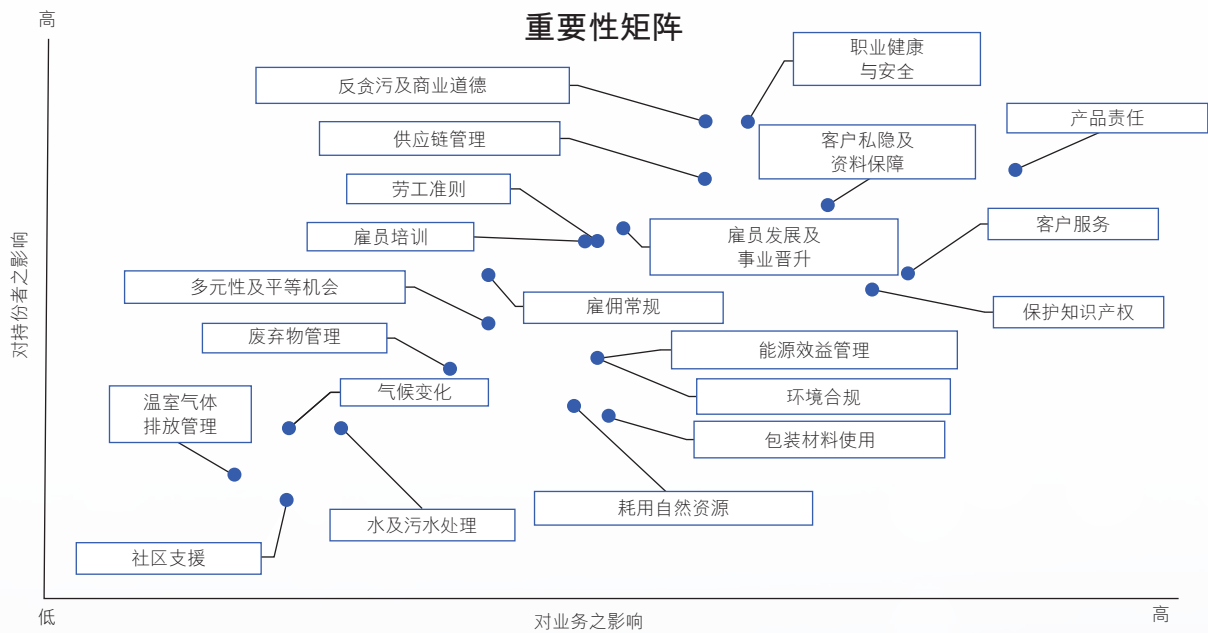 重要性矩阵
高
职业健康
与安全
反贪污及商业道德
产品责任
供应链管理
客户私隐及
资料保障
劳工准则
客户服务
雇员培训
雇员发展及
事业晋升
多元性及平等机会
雇佣常规
保护知识产权
废弃物管理
能源效益管理
气候变化
环境合规
温室气体
排放管理
包装材料使用
耗用自然资源
水及污水处理
社区支援
对持份者之影响
低
对业务之影响
高